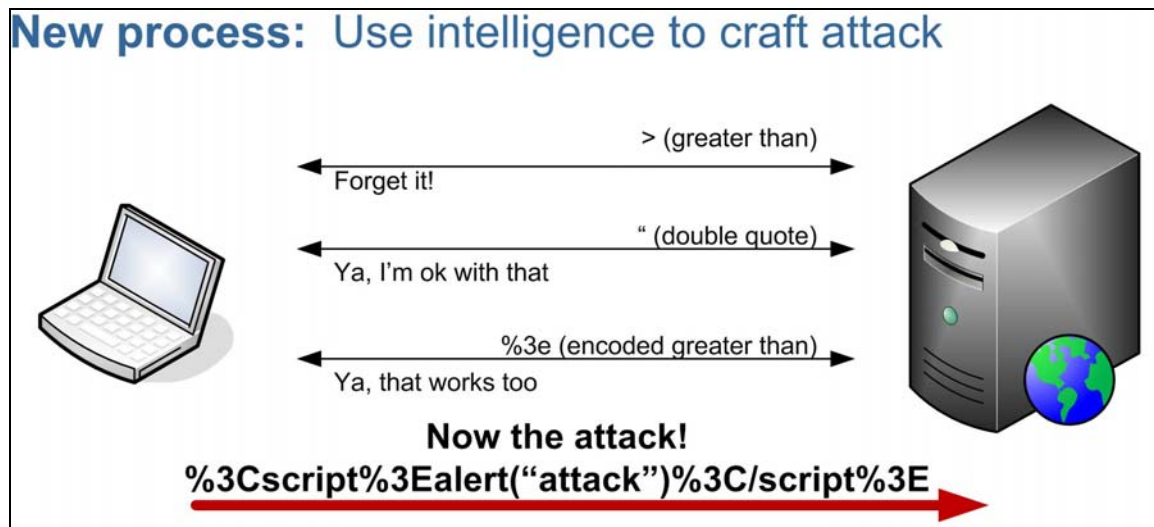 New process: Use intelligence to craft attack
> (greater than)
Forget it!
“ (double quote)
Ya, I’m ok with that
%3e (encoded greater than)
Ya, that works too
Now the attack!
%3Cscript%3Ealert(“attack”)%3C/script%3E